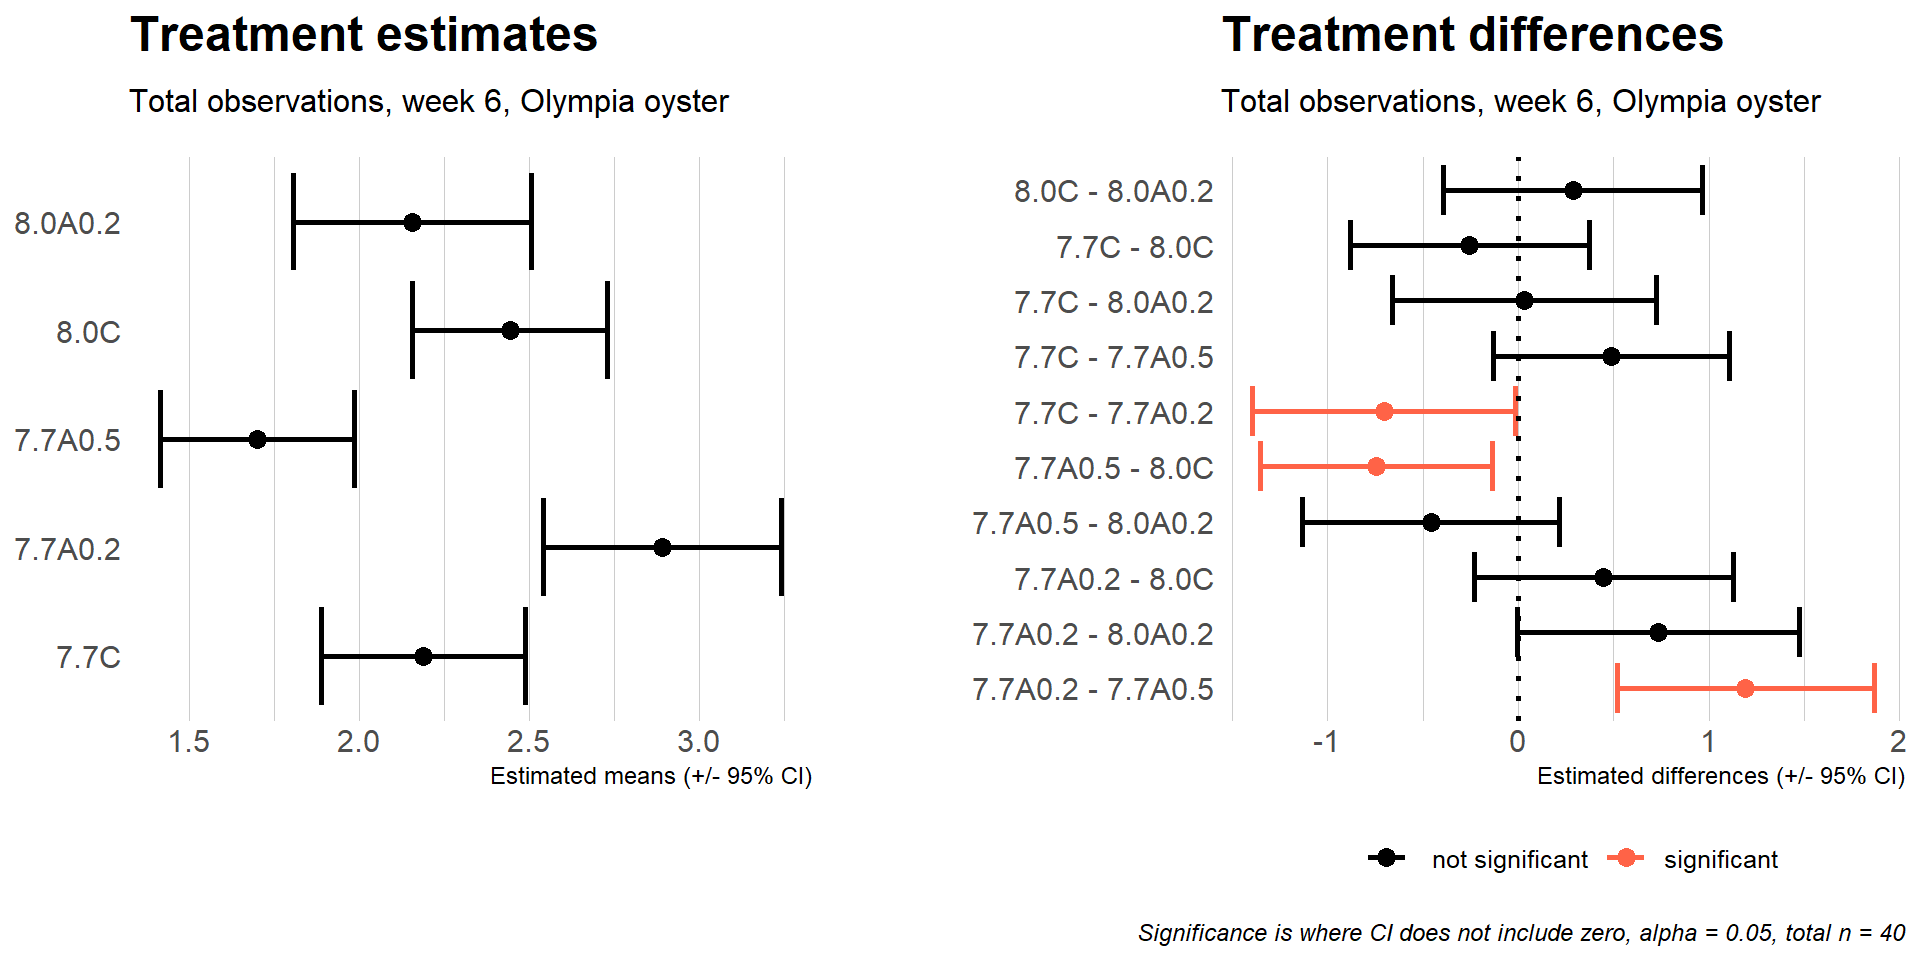 Treatment estimates
Total observations, week 6, Olympia oyster
8.0A0.2
8.0C
7.7A0.5
7.7A0.2
7.7C
1.5 2.0 2.5 3.0
Estimated means (+/- 95% CI)
Treatment differences
Total observations, week 6, Olympia oyster
8.0C - 8.0A0.2
7.7C - 8.0C
7.7C - 8.0A0.2
7.7C - 7.7A0.5
7.7C - 7.7A0.2
7.7A0.5 - 8.0C
7.7A0.5 - 8.0A0.2
7.7A0.2 - 8.0C
7.7A0.2 - 8.0A0.2
7.7A0.2 - 7.7A0.5
-1 0 1 2
Estimated differences (+/- 95% CI)
not significant significant
Significance is where CI does not include zero, alpha = 0.05, total n = 40